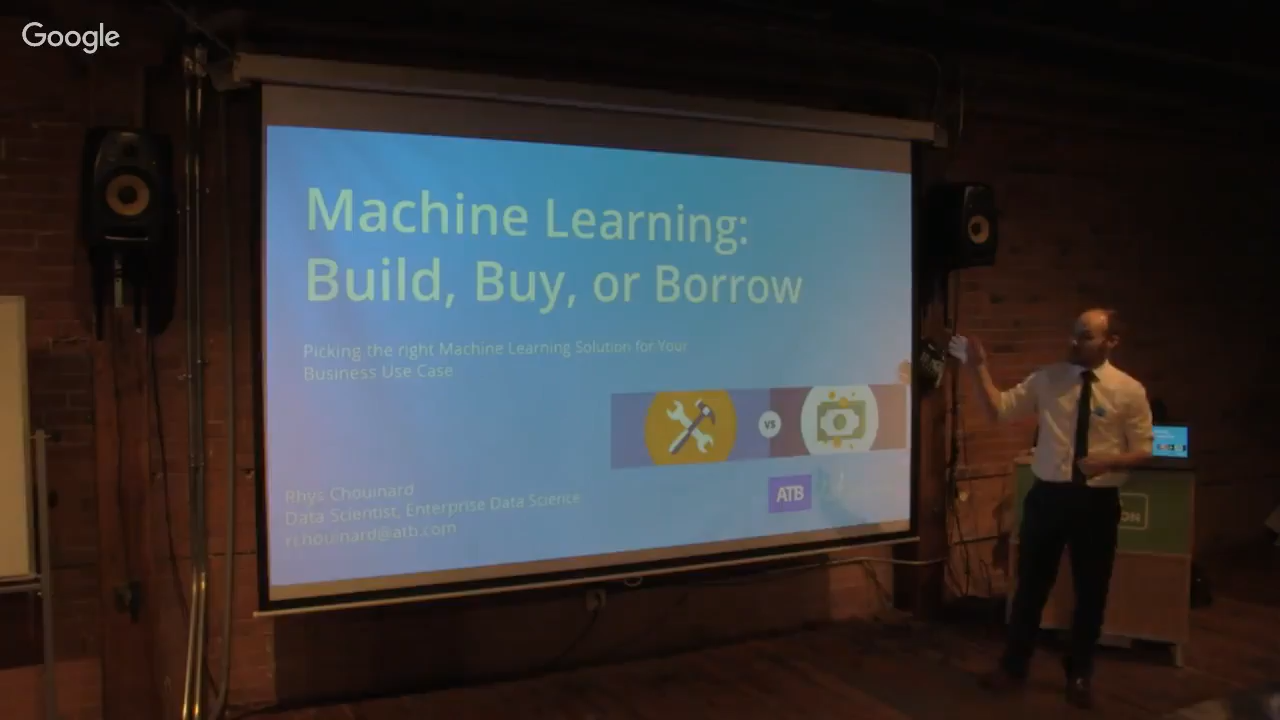 Google
Machine Learning:
Build, Buy, or Borrow
Picking the right Machine Learning Solution for Your
Business Use Case
VS
ATB
Rhys Chouinard
Data Scientist, Enterprise Data Science
rchouinard@atb.com
ON